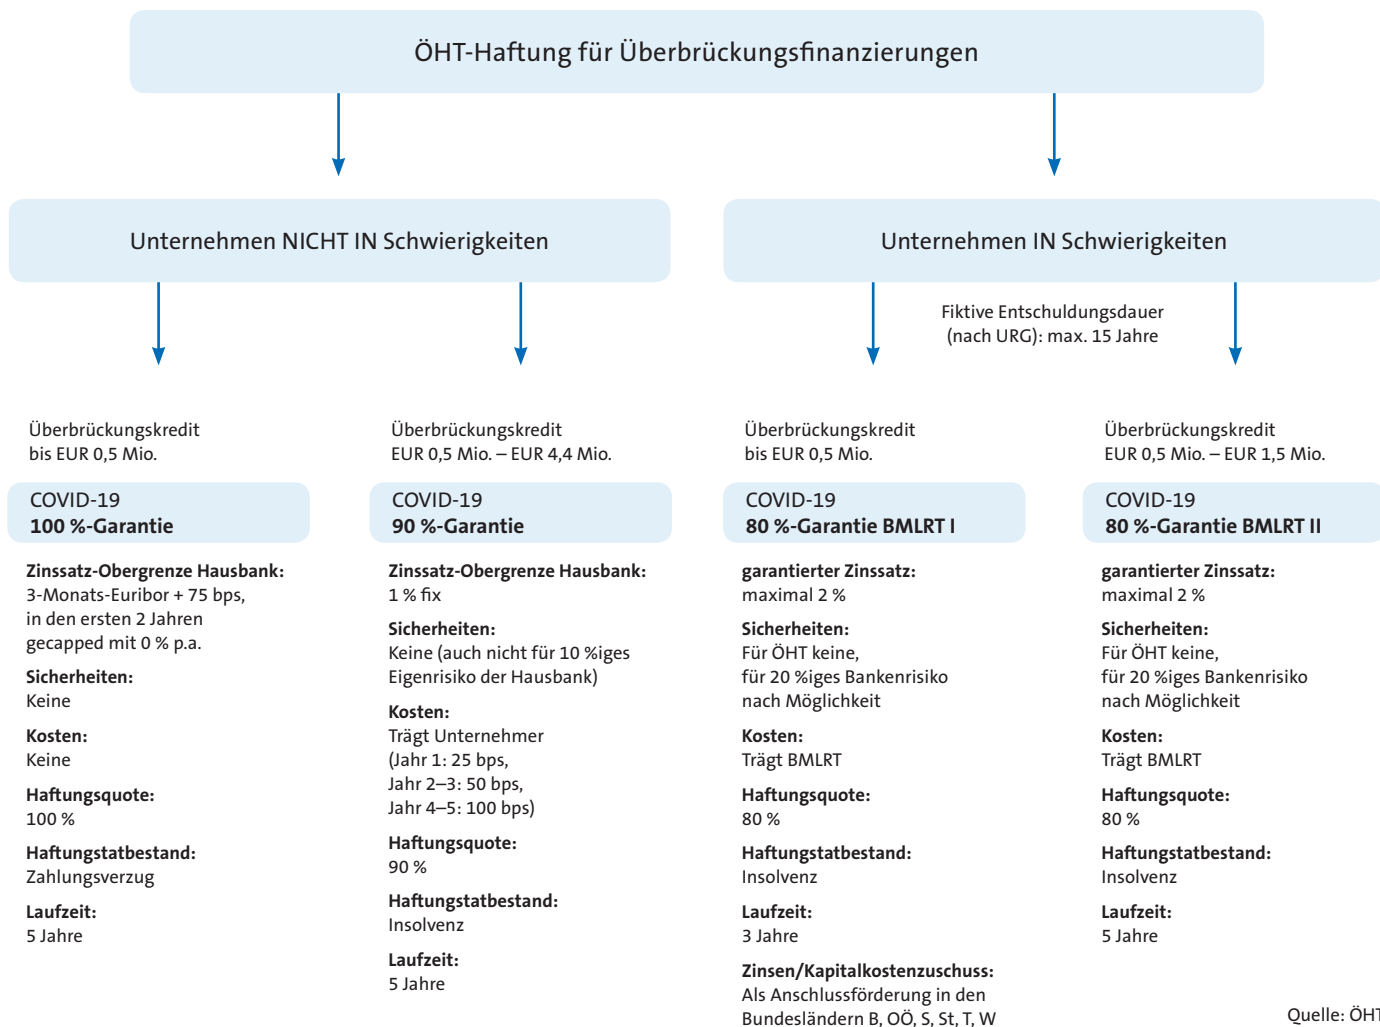 ÖHT-Haftung für Überbrückungsfinanzierungen
Unternehmen NICHT IN Schwierigkeiten
Unternehmen IN Schwierigkeiten
Fiktive Entschuldungsdauer
(nach URG): max. 15 Jahre
Überbrückungskredit
bis EUR 0,5 Mio.
COVID-19
100 %-Garantie
Zinssatz-Obergrenze Hausbank:
3-Monats-Euribor + 75 bps,
in den ersten 2 Jahren
gecapped mit 0 % p.a.
Sicherheiten:
Keine
Kosten:
Keine
Haftungsquote:
100 %
Haftungstatbestand:
Zahlungsverzug
Laufzeit:
5 Jahre
Überbrückungskredit
EUR 0,5 Mio. – EUR 4,4 Mio.
COVID-19
90 %-Garantie
Zinssatz-Obergrenze Hausbank:
1 % fix
Sicherheiten:
Keine (auch nicht für 10 %iges
Eigenrisiko der Hausbank)
Kosten:
Trägt Unternehmer
(Jahr 1: 25 bps,
Jahr 2–3: 50 bps,
Jahr 4–5: 100 bps)
Haftungsquote:
90 %
Haftungstatbestand:
Insolvenz
Laufzeit:
5 Jahre
Überbrückungskredit
bis EUR 0,5 Mio.
COVID-19
80 %-Garantie BMLRT I
garantierter Zinssatz:
maximal 2 %
Sicherheiten:
Für ÖHT keine,
für 20 %iges Bankenrisiko
nach Möglichkeit
Kosten:
Trägt BMLRT
Haftungsquote:
80 %
Haftungstatbestand:
Insolvenz
Laufzeit:
3 Jahre
Zinsen/Kapitalkostenzuschuss:
Als Anschlussförderung in den
Bundesländern B, OÖ, S, St, T, W
Überbrückungskredit
EUR 0,5 Mio. – EUR 1,5 Mio.
COVID-19
80 %-Garantie BMLRT II
garantierter Zinssatz:
maximal 2 %
Sicherheiten:
Für ÖHT keine,
für 20 %iges Bankenrisiko
nach Möglichkeit
Kosten:
Trägt BMLRT
Haftungsquote:
80 %
Haftungstatbestand:
Insolvenz
Laufzeit:
5 Jahre
Quelle: ÖHT